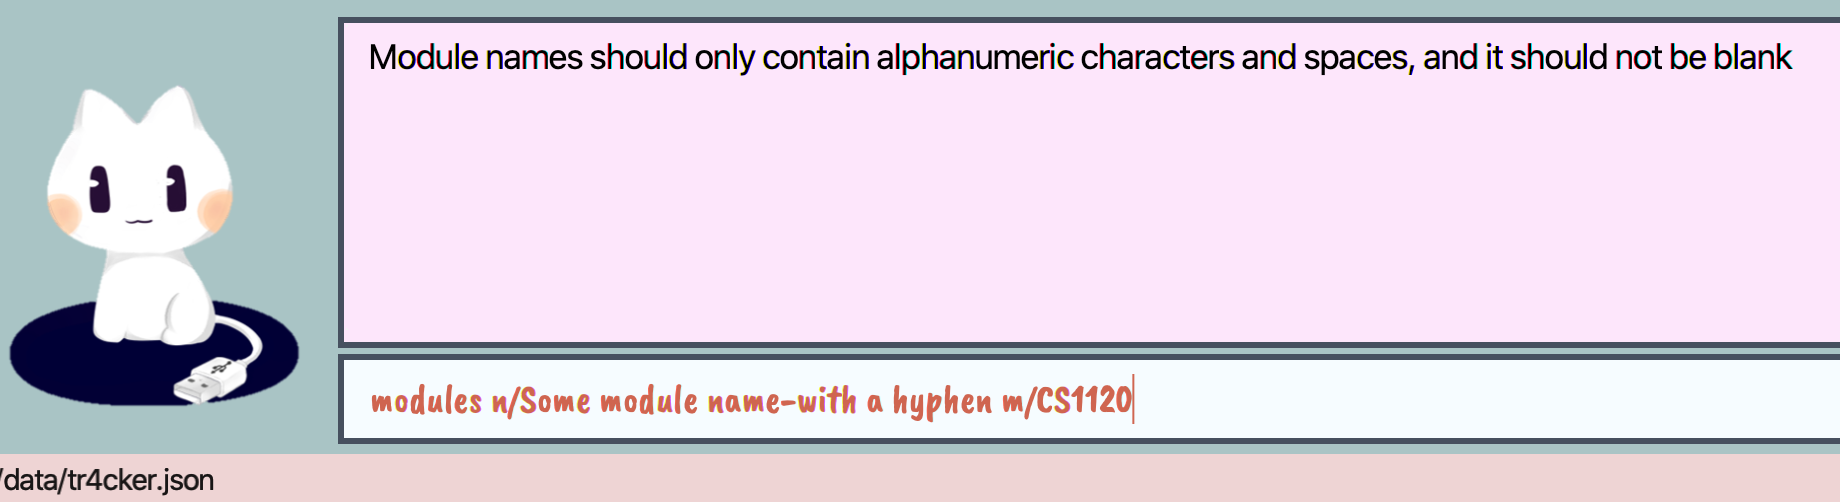 Module names should only contain alphanumeric characters and spaces, and it should not be blank
modules n/Some module name-with a hyphen m/CS1120
/data/tr4cker.json